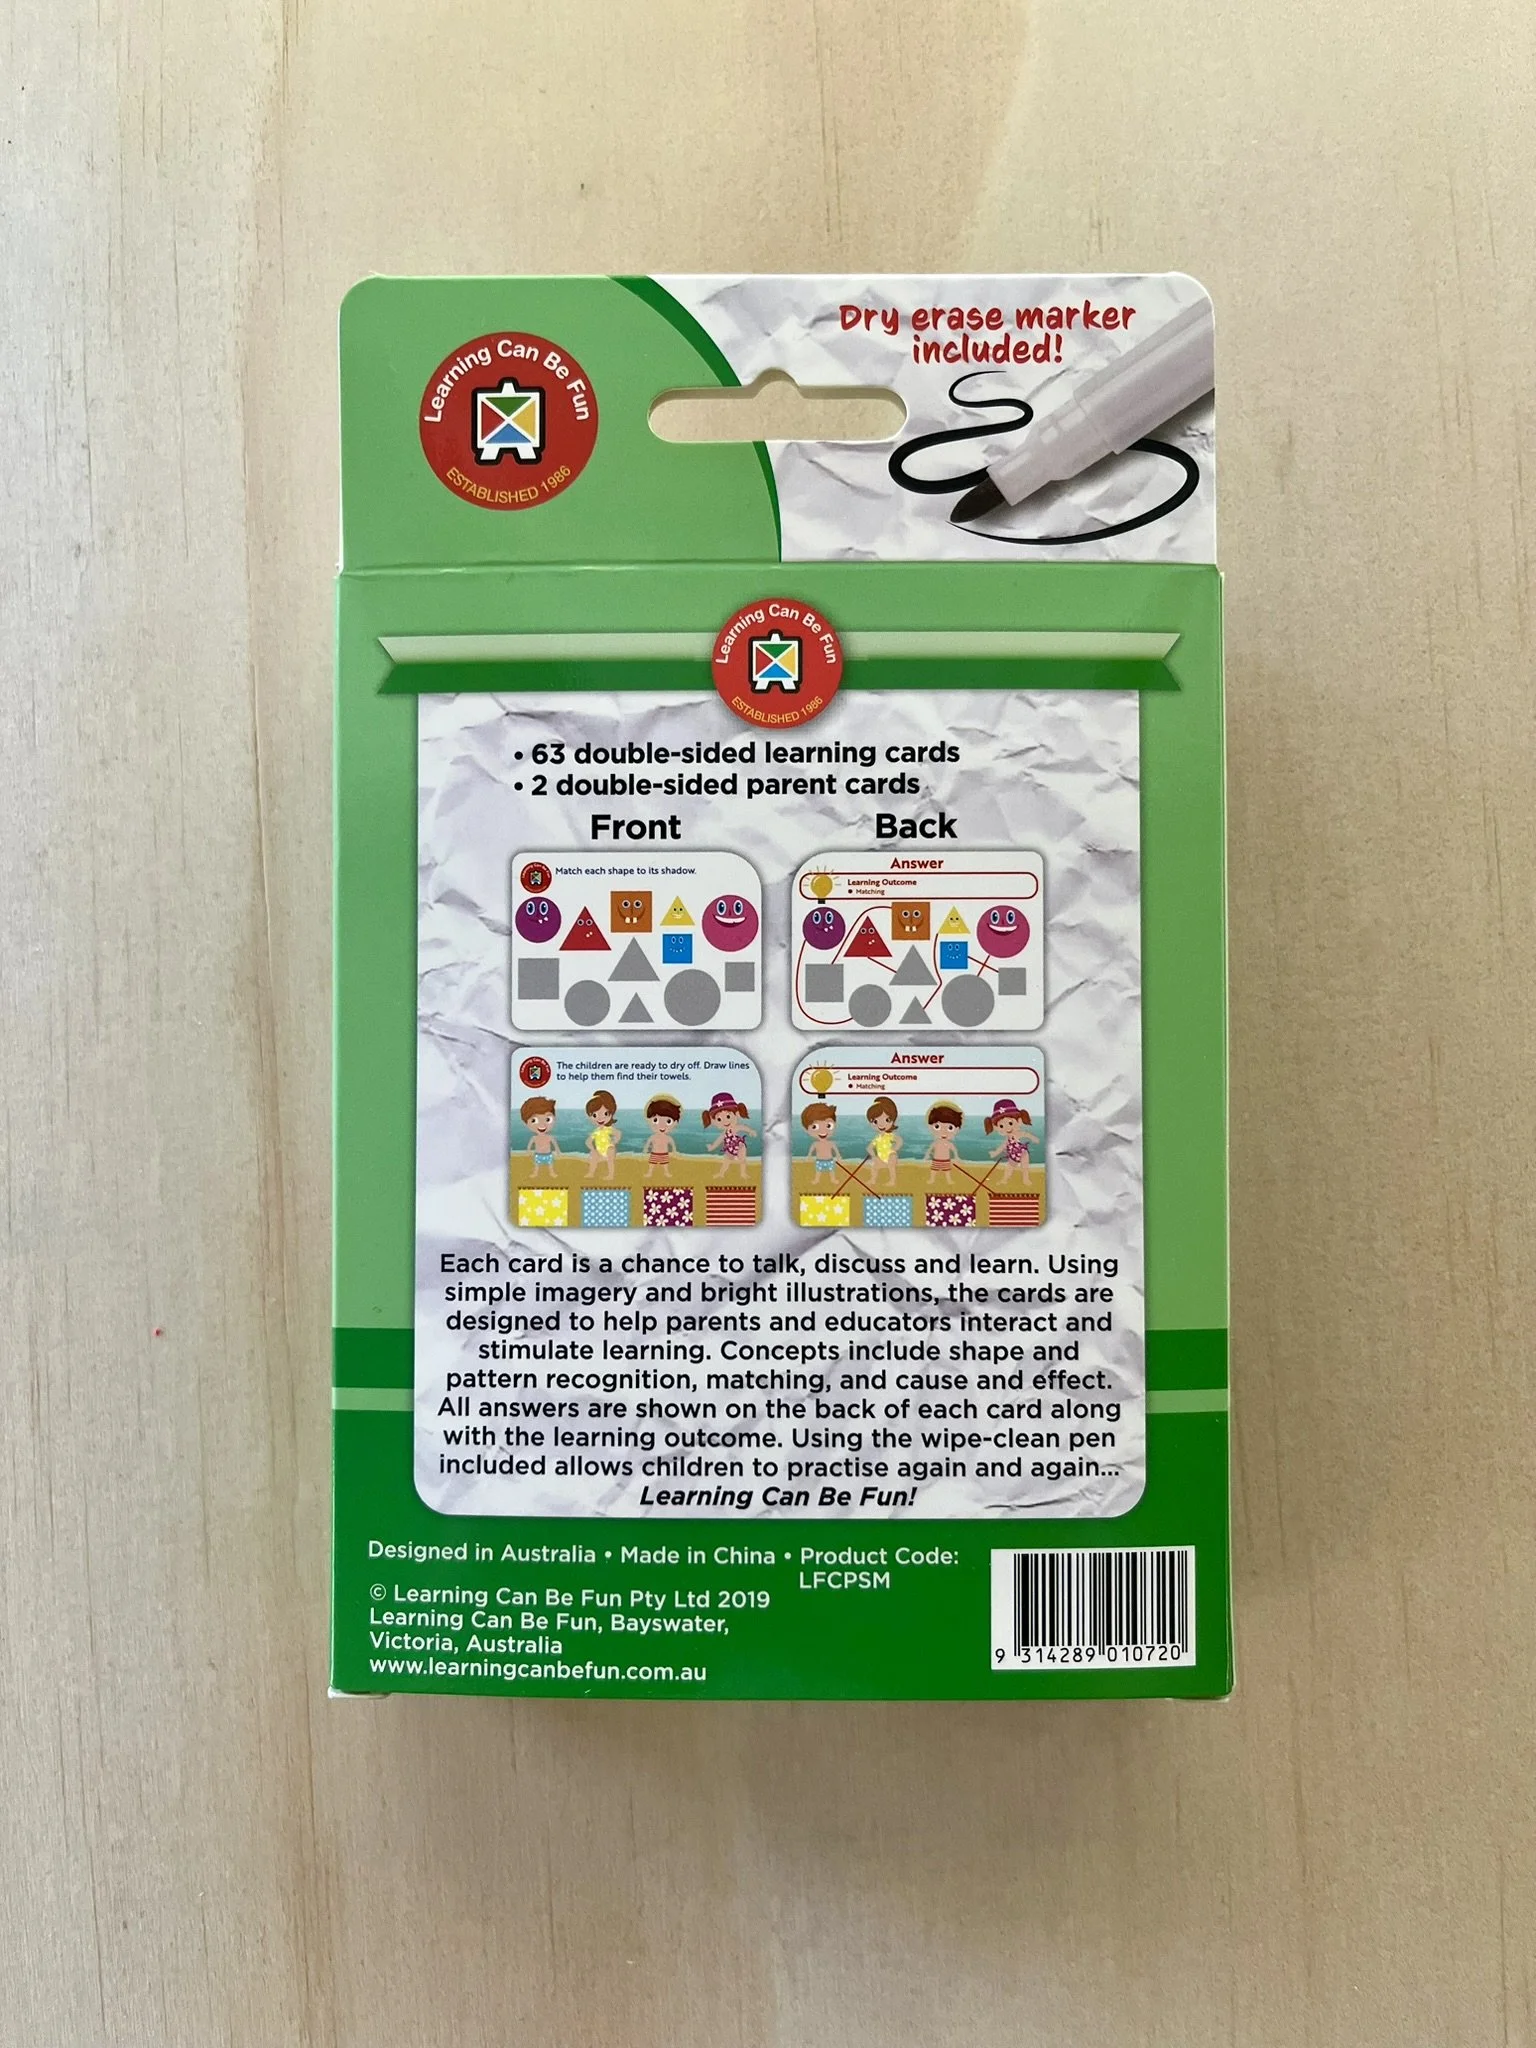 Learning Can Be Fun
ESTABLISHED 1986
Dry erase marker
included!
Learning Can Be Fun
ESTABLISHED 1986
• 63 double-sided learning cards
• 2 double-sided parent cards
Front
Back
Match each shape to its shadow.
Answer
Learning Outcome
• Matching
The children are ready to dry off. Draw lines
to help them find their towels.
Answer
Learning Outcome
• Matching
Each card is a chance to talk, discuss and learn. Using
simple imagery and bright illustrations, the cards are
designed to help parents and educators interact and
stimulate learning. Concepts include shape and
pattern recognition, matching, and cause and effect.
All answers are shown on the back of each card along
with the learning outcome. Using the wipe-clean pen
included allows children to practise again and again...
Learning Can Be Fun!
Designed in Australia • Made in China • Product Code:
LFCPSM
© Learning Can Be Fun Pty Ltd 2019
Learning Can Be Fun, Bayswater,
Victoria, Australia
www.learningcanbefun.com.au
9 314289 010720